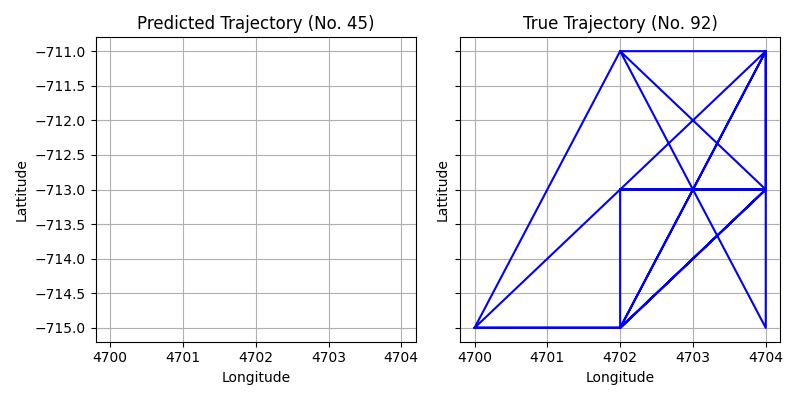 Predicted Trajectory (No. 45)
True Trajectory (No. 92)
Lattitude
−711.0
−711.5
−712.0
−712.5
−713.0
−713.5
−714.0
−714.5
−715.0
4700 4701 4702 4703 4704
Longitude
Lattitude
4700 4701 4702 4703 4704
Longitude